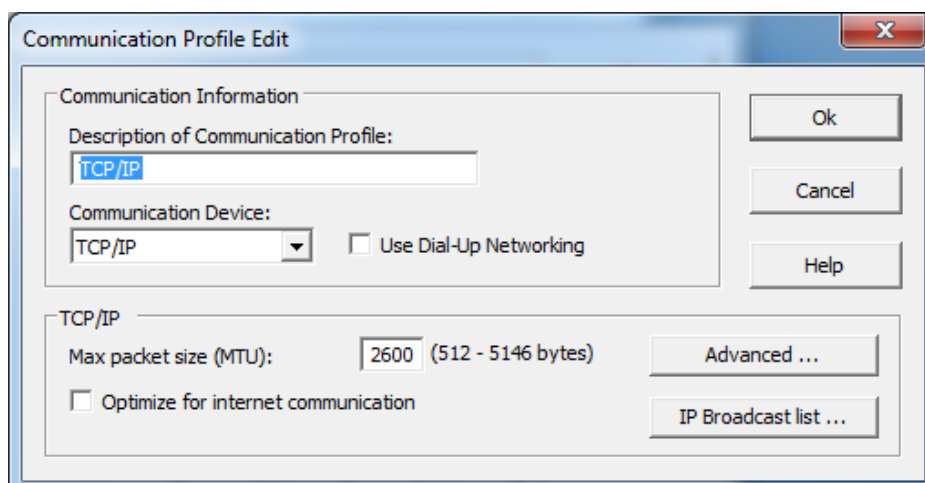 Communication Profile Edit
Communication Information
Description of Communication Profile:
TCP/IP
Communication Device:
TCP/IP
Use Dial-Up Networking
Ok
Cancel
Help
TCP/IP
Max packet size (MTU): 2600 (512 - 5146 bytes)
Advanced ...
Optimize for internet communication
IP Broadcast list ...